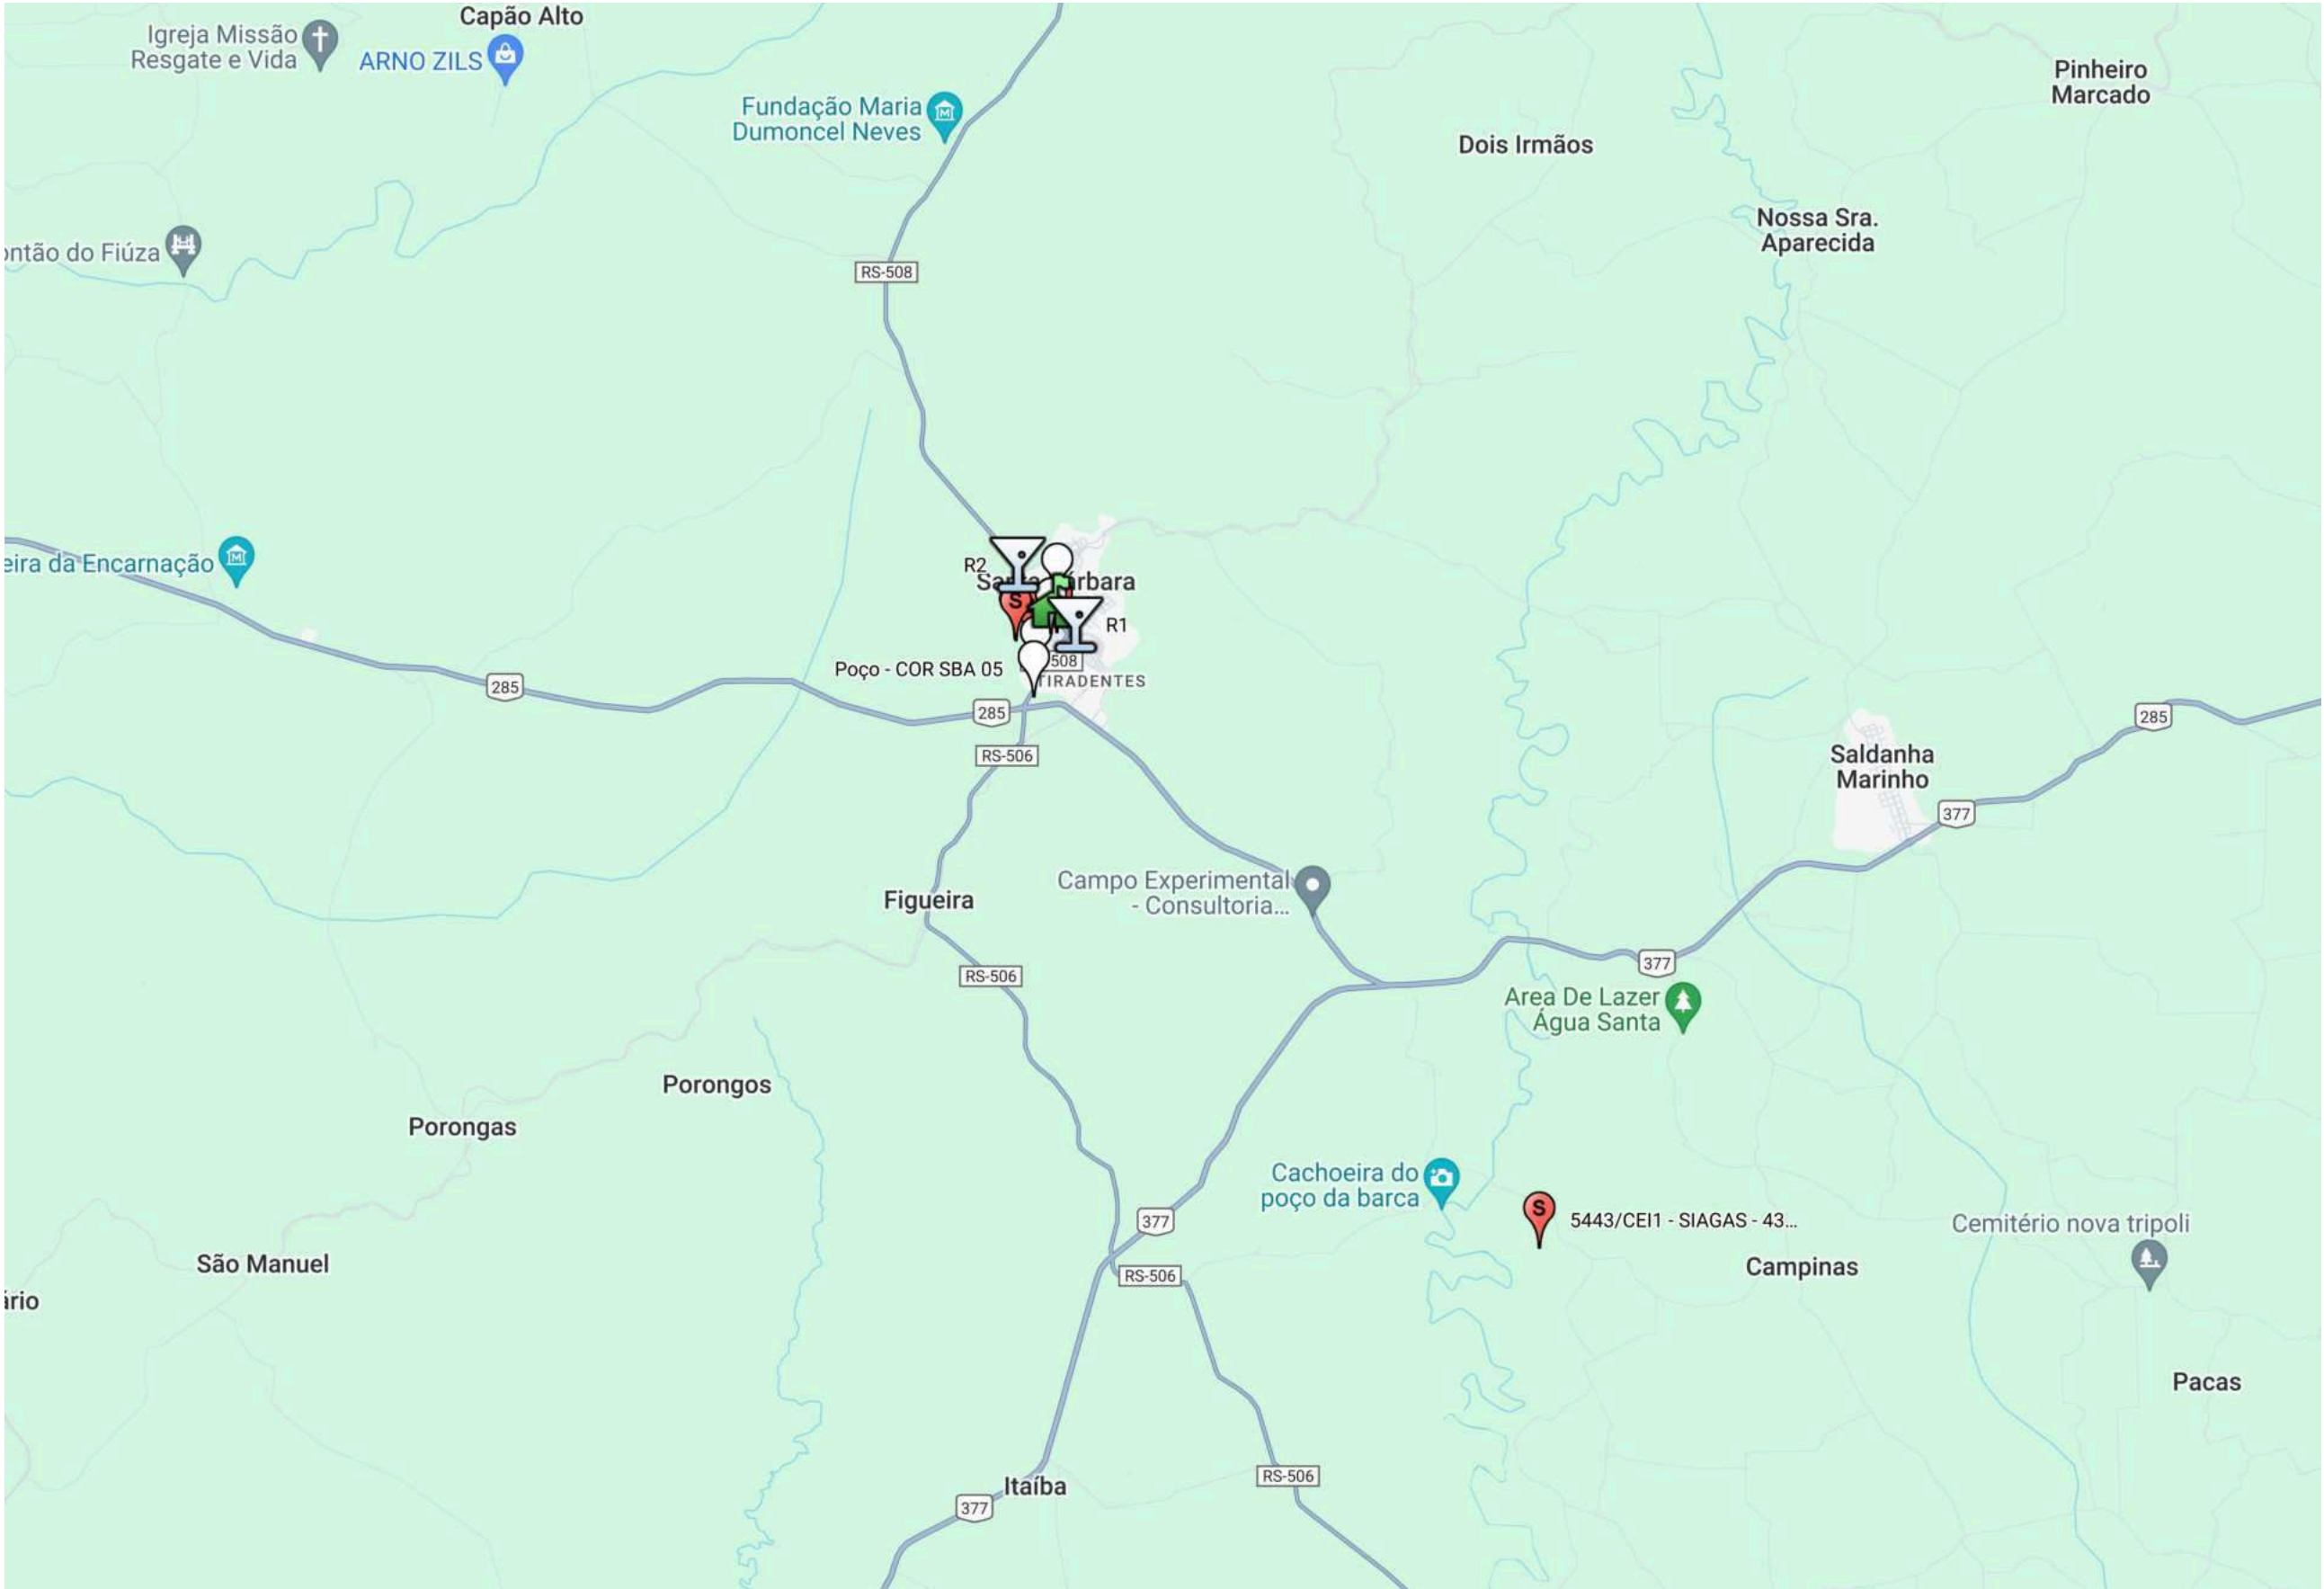 Capão Alto
Igreja Missão
Resgate e Vida
ARNO ZILS
Pinheiro
Marcado
Fundação Maria
Dumoncel Neves
Dois Irmãos
Nossa Sra.
Aparecida
ontão do Fiúza
RS-508
eira da Encarnação
R2
S
R1
Poço - COR SBA 05
508
TIRADENTES
285
285
285
RS-506
Saldanha
Marinho
377
Campo Experimental
- Consultoria...
Figueira
377
RS-506
Area De Lazer
Água Santa
Porongos
Porongas
Cachoeira do
poço da barca
S
5443/CEI1 - SIAGAS - 43...
377
Cemitério nova tripoli
São Manuel
Campinas
RS-506
ário
Pacas
RS-506
Itaíba
377